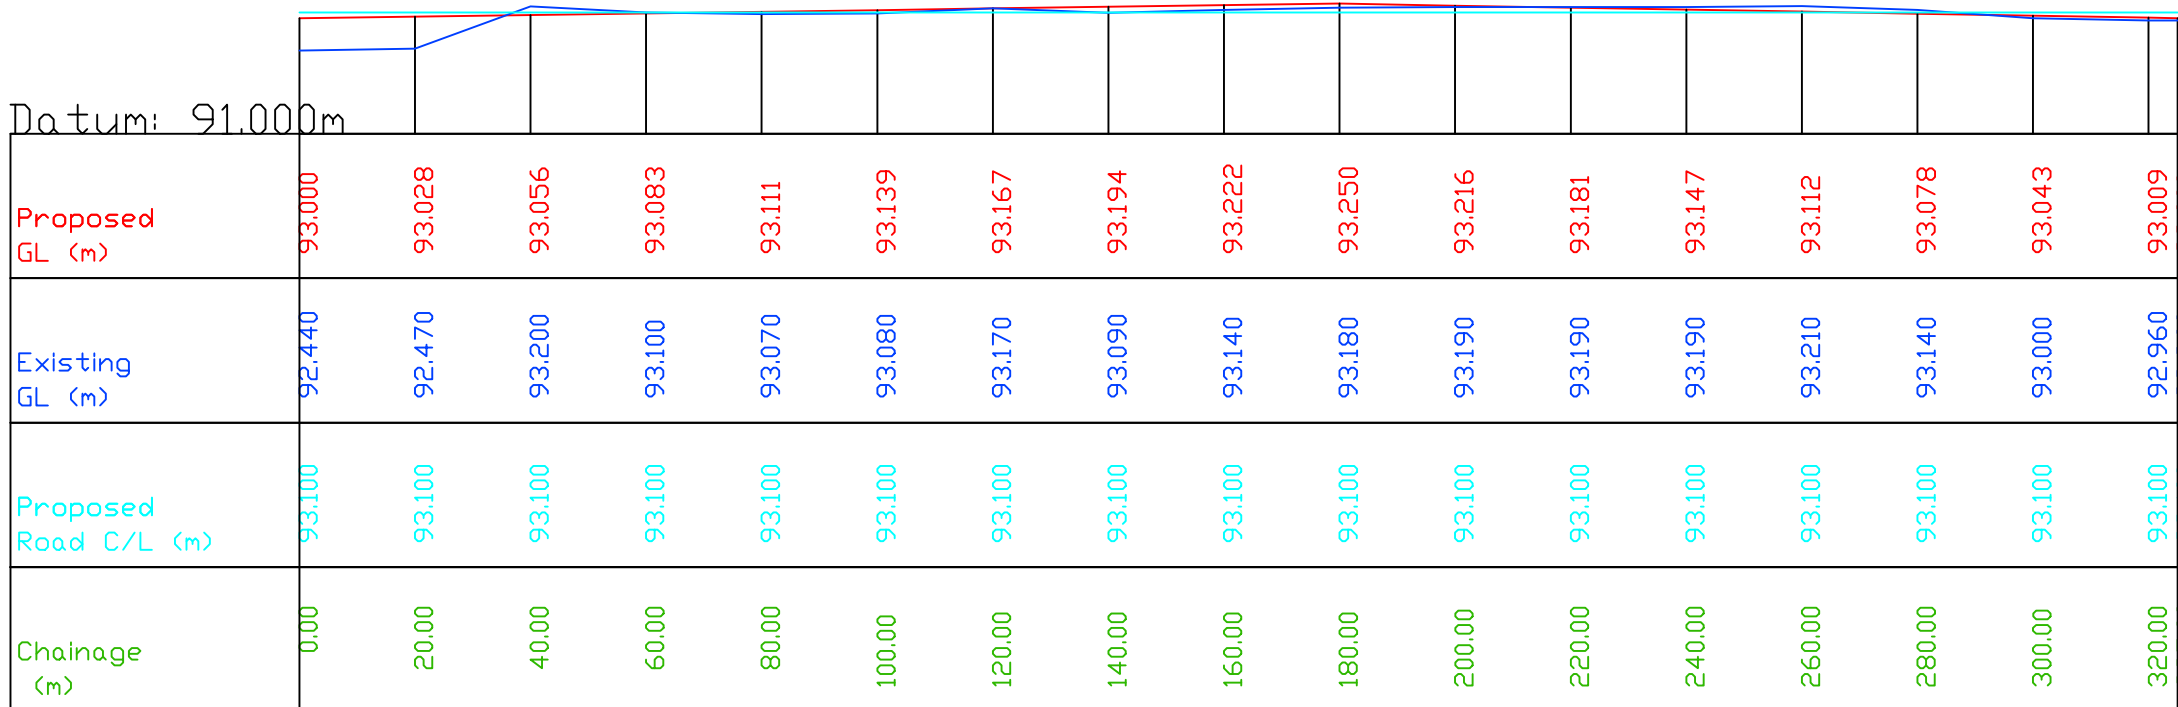 Datum: 91.000m
Proposed
GL (m)
93.000 93.028 93.056 93.083 93.111 93.139 93.167 93.194 93.222 93.250 93.216 93.181 93.147 93.112 93.078 93.043 93.009
Existing
GL (m)
92.440 92.470 93.200 93.100 93.070 93.080 93.170 93.090 93.140 93.180 93.190 93.190 93.190 93.210 93.140 93.000 92.960
Proposed
Road C/L (m)
93.100 93.100 93.100 93.100 93.100 93.100 93.100 93.100 93.100 93.100 93.100 93.100 93.100 93.100 93.100 93.100 93.100
Chainage
(m)
0.00 20.00 40.00 60.00 80.00 100.00 120.00 140.00 160.00 180.00 200.00 220.00 240.00 260.00 280.00 300.00 320.00